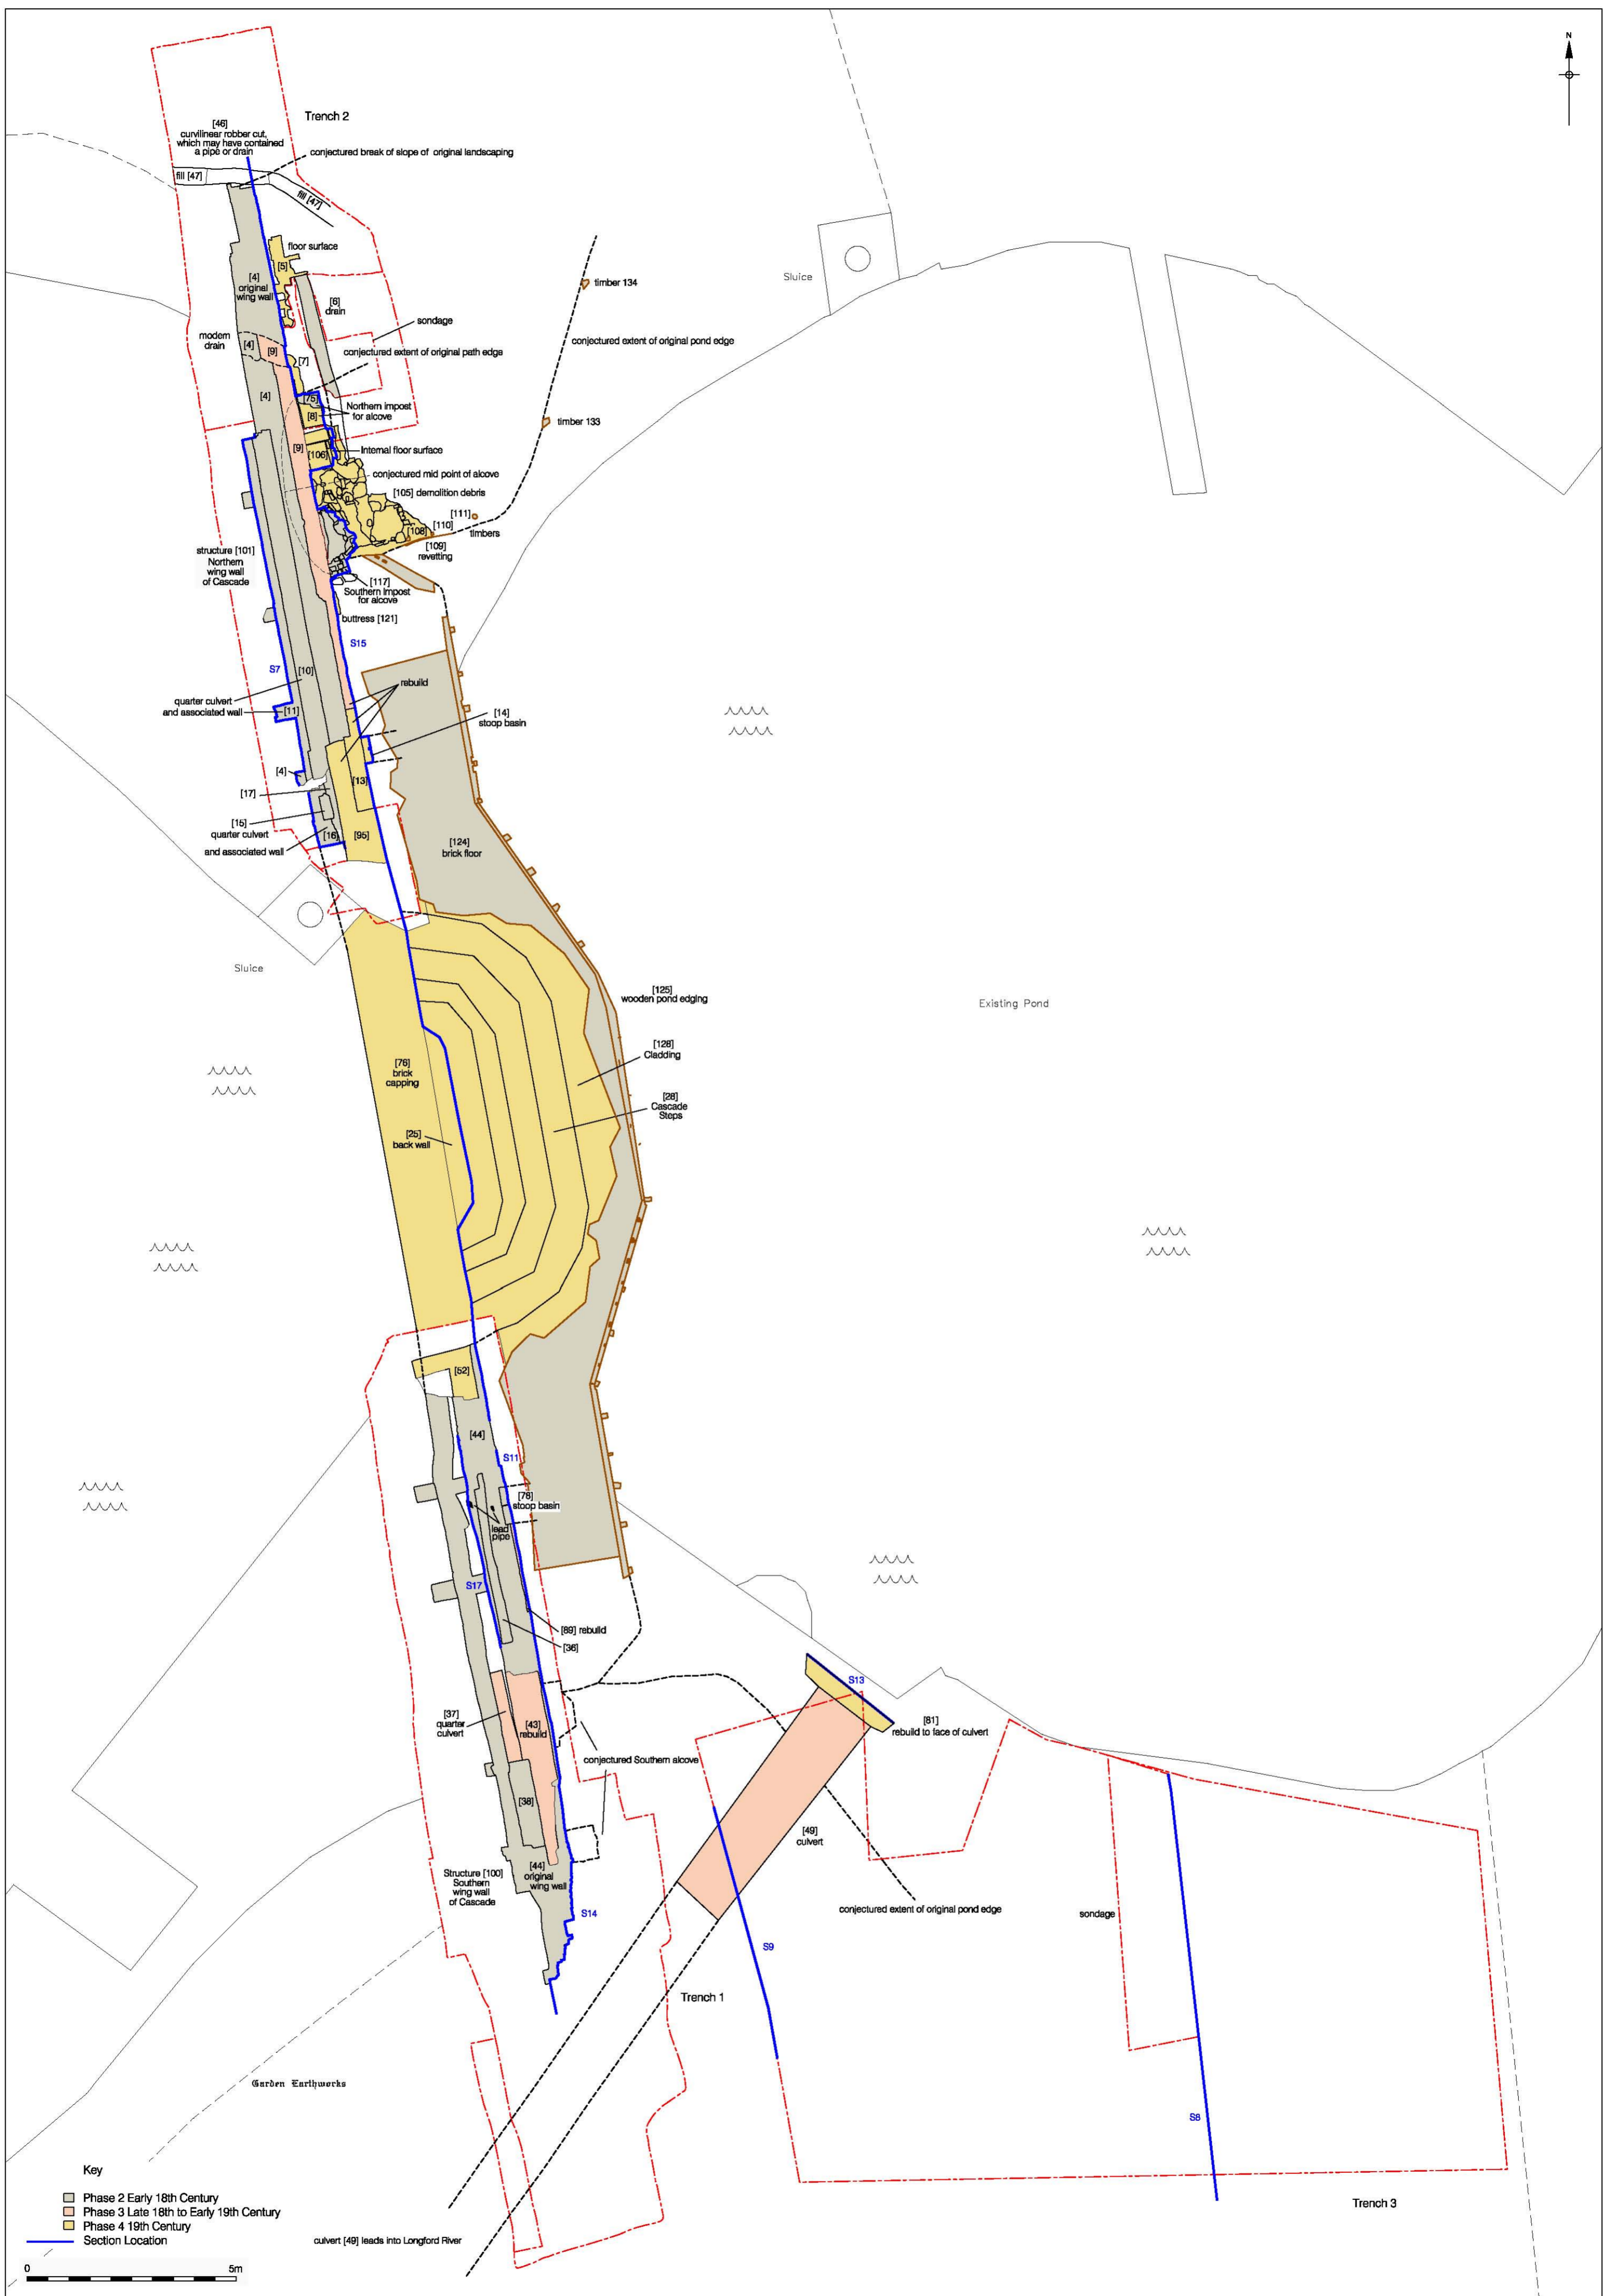 N
Trench 2
[46]
curvilinear robber cut,
which may have contained
a pipe or drain
conjectured break of slope of original landscaping
fill [47]
fill [47]
floor surface
[5]
[4]
original
wing wall
[6]
drain
Sluice
timber 134
sondage
modern
drain
[4]
[9]
conjectured extent of original path edge
conjectured extent of original pond edge
[7]
[4]
[75]
Northern impost
for alcove
[8]
timber 133
[9]
[106]
Internal floor surface
conjectured mid point of alcove
[105] demolition debris
[111]
[110]
timbers
[108]
[109]
revetting
structure [101]
Northern
wing wall
of Cascade
[117]
Southern Impost
for alcove
buttress [121]
S15
S7
[10]
rebuild
quarter culvert
and associated wall
[11]
[14]
stoop basin
[4]
[13]
[17]
[15]
quarter culvert
[16]
[95]
and associated wall
[124]
brick floor
Sluice
[125]
wooden pond edging
Existing Pond
[128]
Cladding
[76]
brick
capping
[28]
Cascade
Steps
[25]
back wall
[52]
[44]
S11
[78]
stoop basin
lead
pipe
S17
[89] rebuild
[36]
S13
[37]
quarter
culvert
[43]
rebuild
[81]
rebuild to face of culvert
conjectured Southern alcove
[38]
[49]
culvert
Structure [100]
Southern
wing wall
of Cascade
[44]
original
wing wall
S14
conjectured extent of original pond edge
sondage
S9
Trench 1
Garden Earthworks
S8
Key
Phase 2 Early 18th Century
Phase 3 Late 18th to Early 19th Century
Phase 4 19th Century
Section Location
Trench 3
culvert [49] leads into Longford River
0 5m